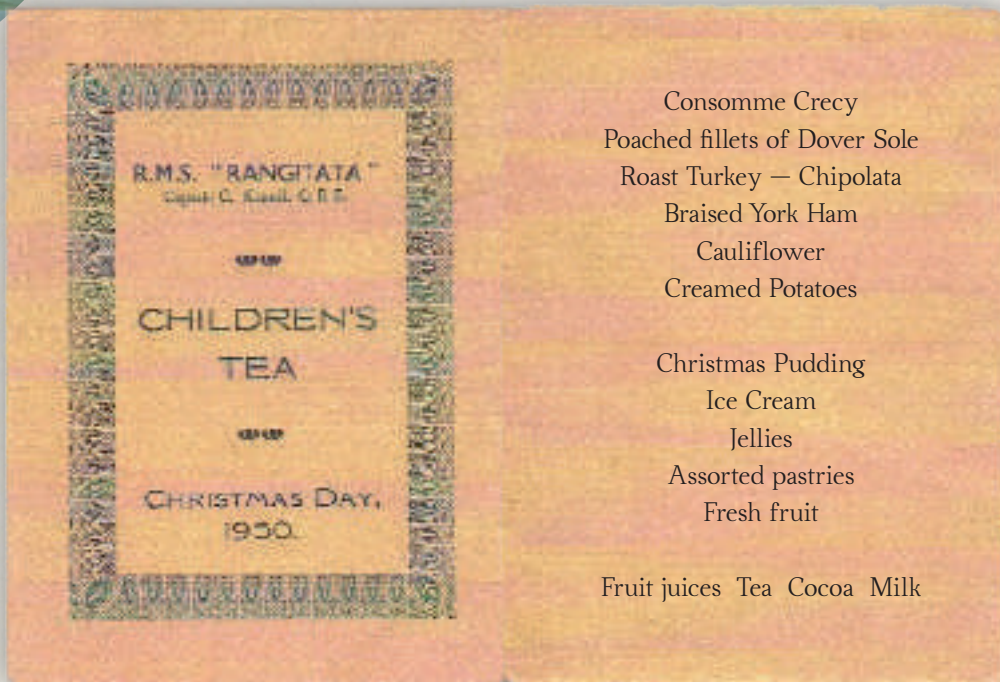 R.M.S. "RANGITATA"
CHILDREN'S
TEA
CHRISTMAS DAY,
1950.
Consomme Crecy
Poached fillets of Dover Sole
Roast Turkey — Chipolata
Braised York Ham
Cauliflower
Creamed Potatoes
Christmas Pudding
Ice Cream
Jellies
Assorted pastries
Fresh fruit
Fruit juices Tea Cocoa Milk